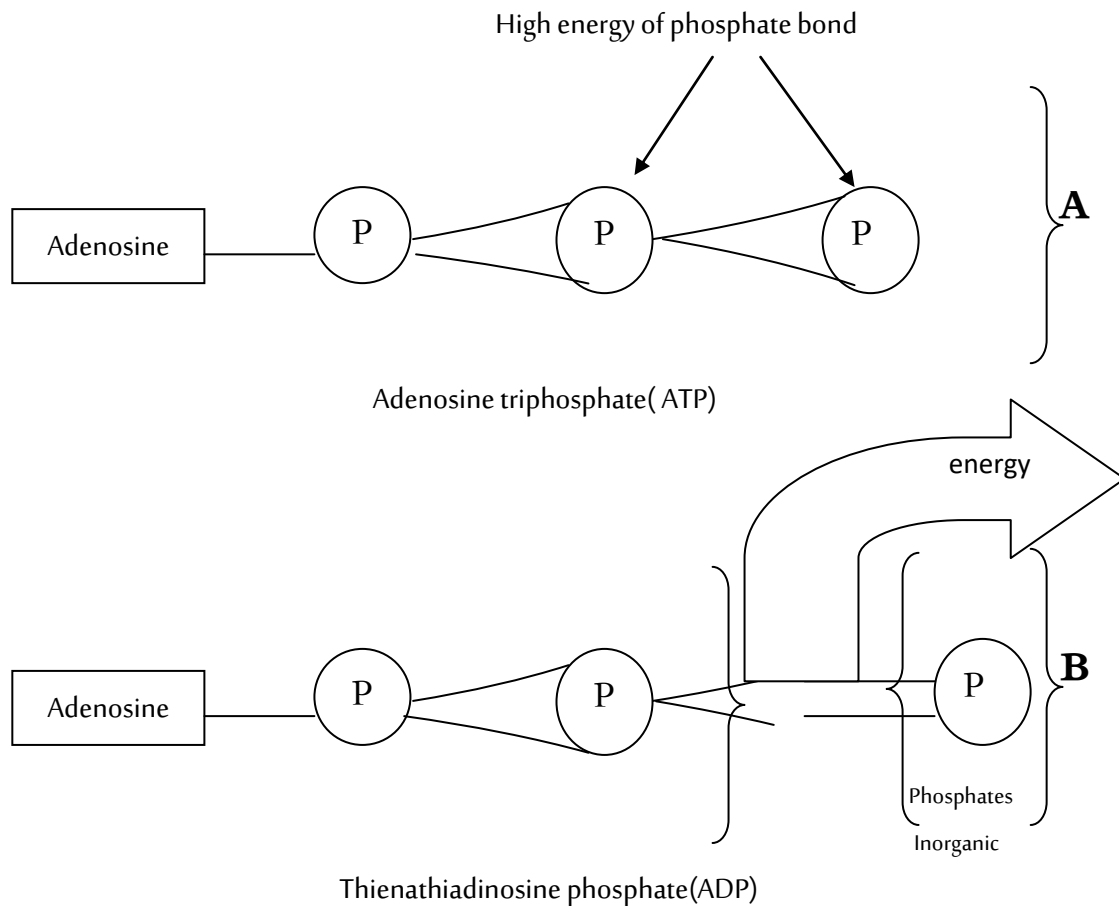 High energy of phosphate bond
Adenosine
P
P
P
A
Adenosine triphosphate( ATP)
energy
Adenosine
P
P
P
B
Phosphates
Inorganic
Thienathiadinosine phosphate(ADP)